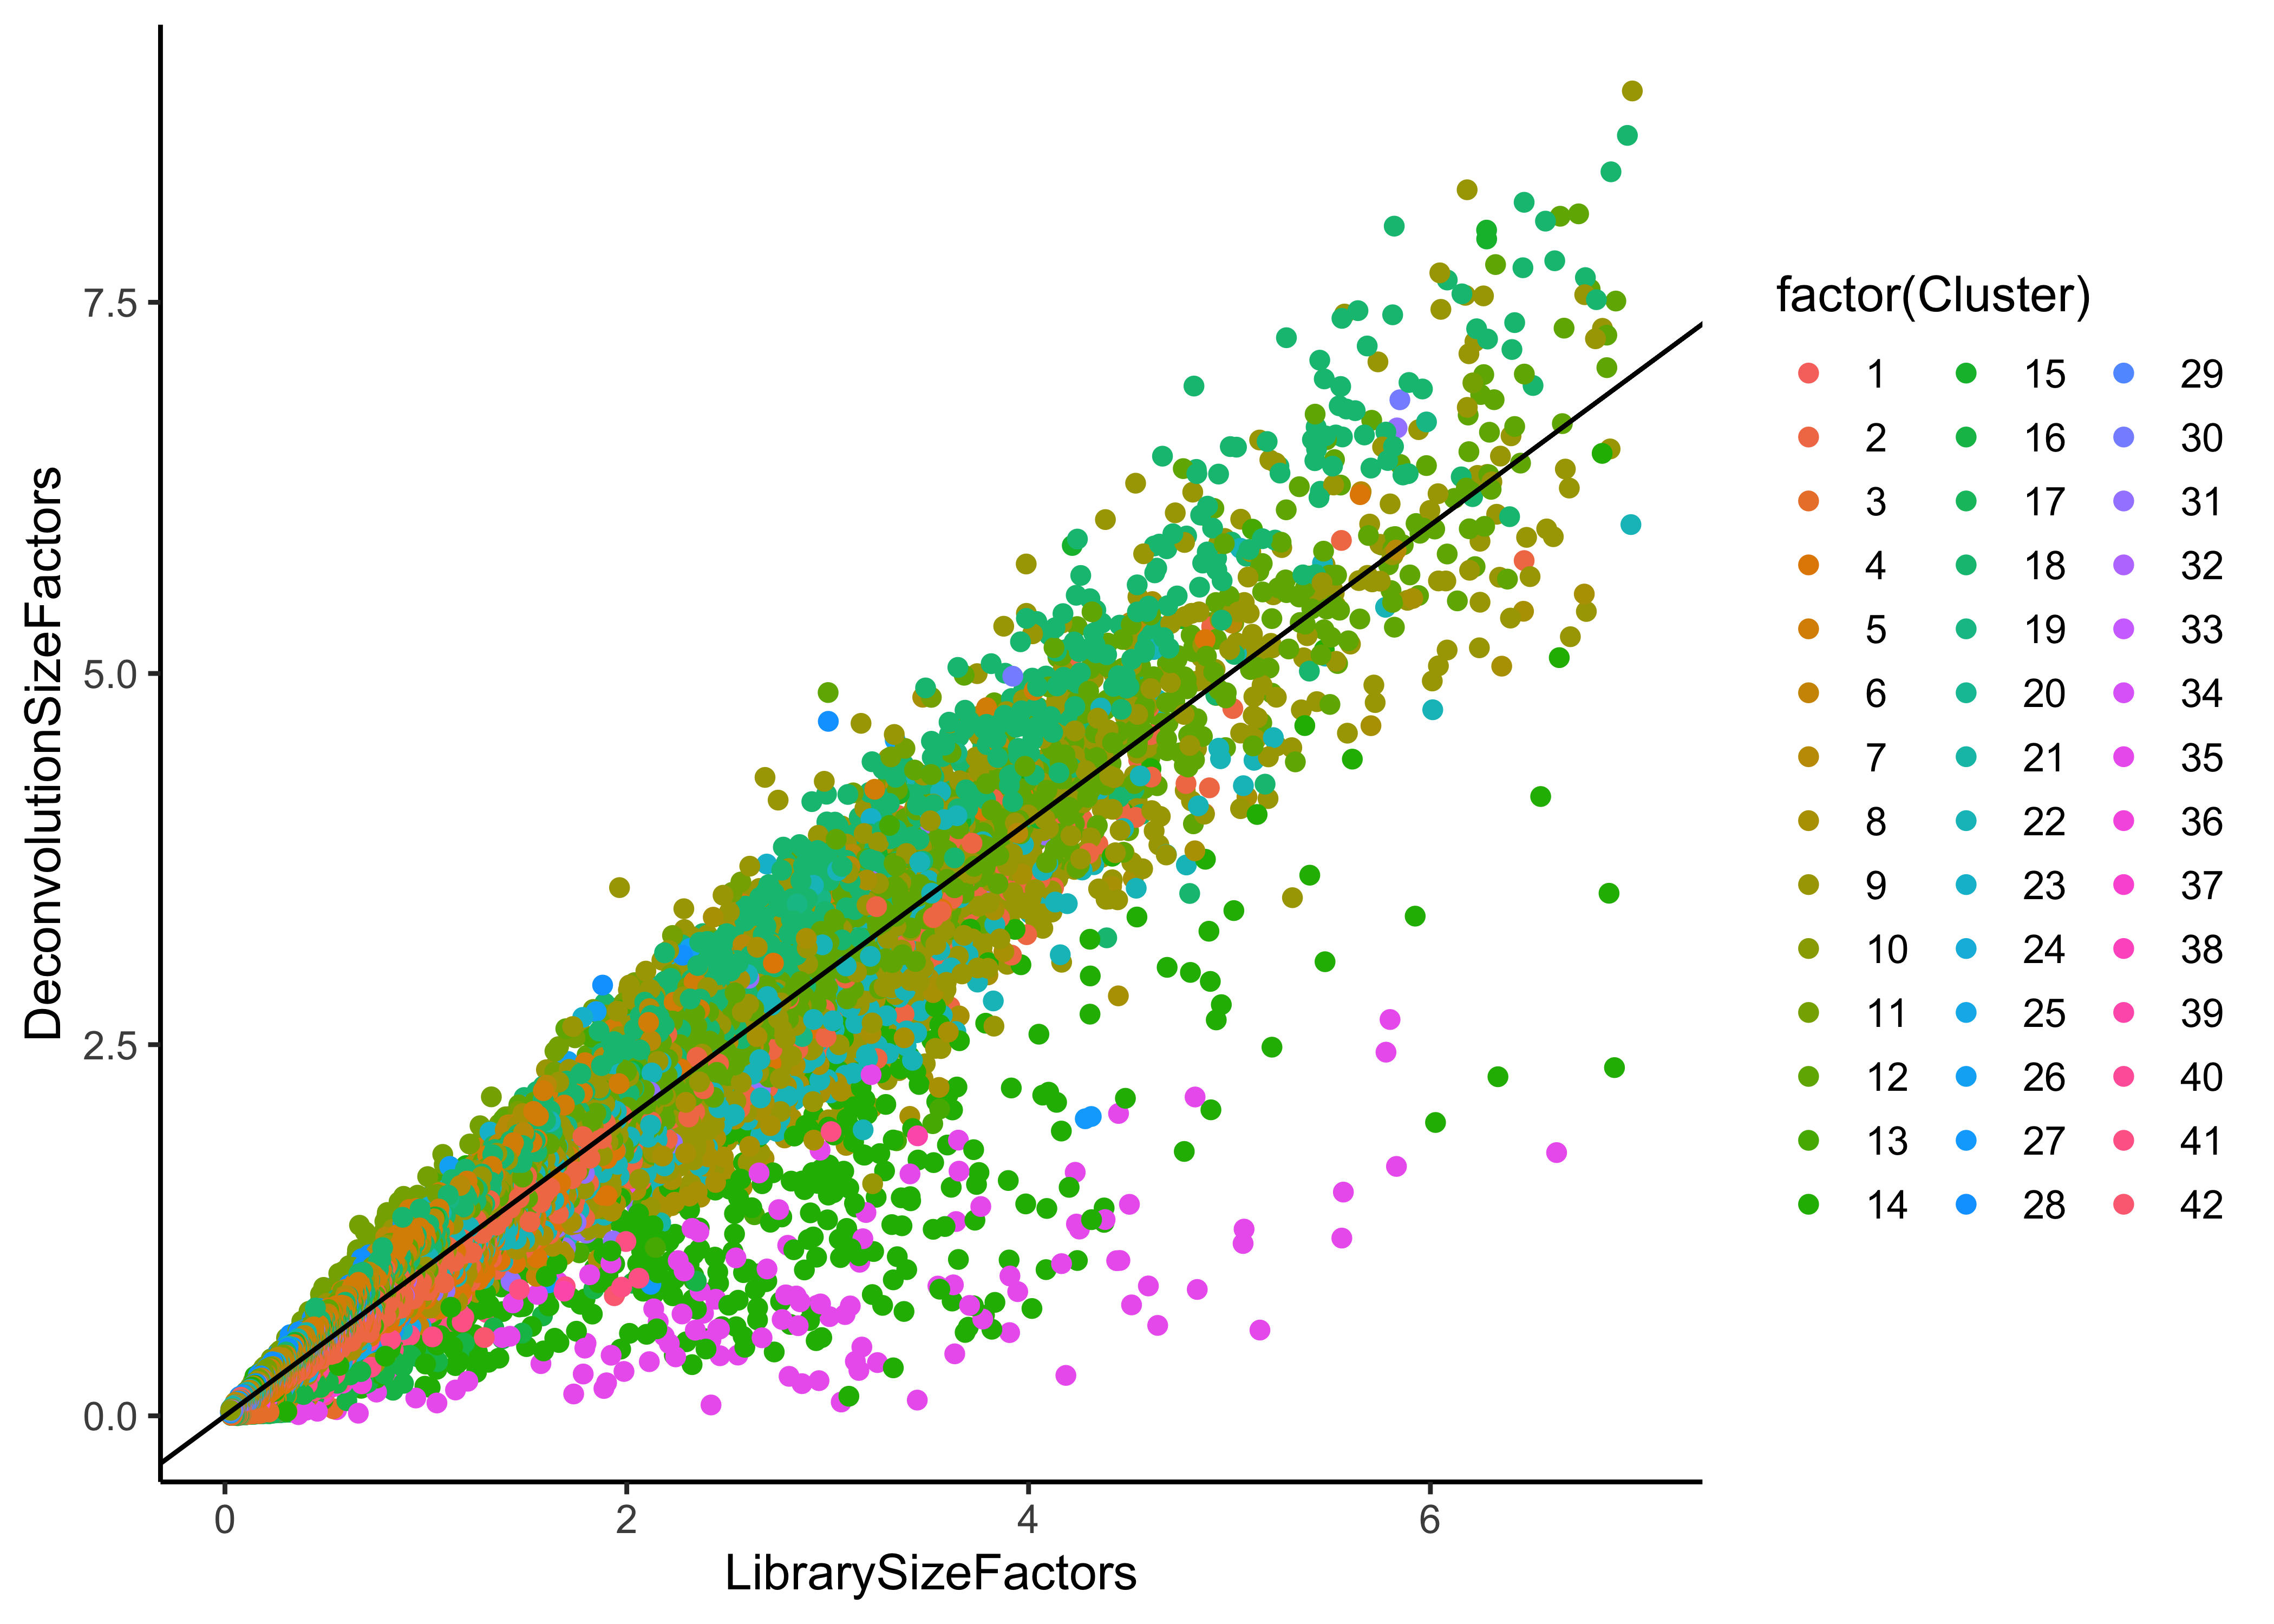 DeconvolutionSizeFactors
7.5
5.0
2.5
0.0
0 2 4 6
LibrarySizeFactors
factor(Cluster)
1 15 29
2 16 30
3 17 31
4 18 32
5 19 33
6 20 34
7 21 35
8 22 36
9 23 37
10 24 38
11 25 39
12 26 40
13 27 41
14 28 42